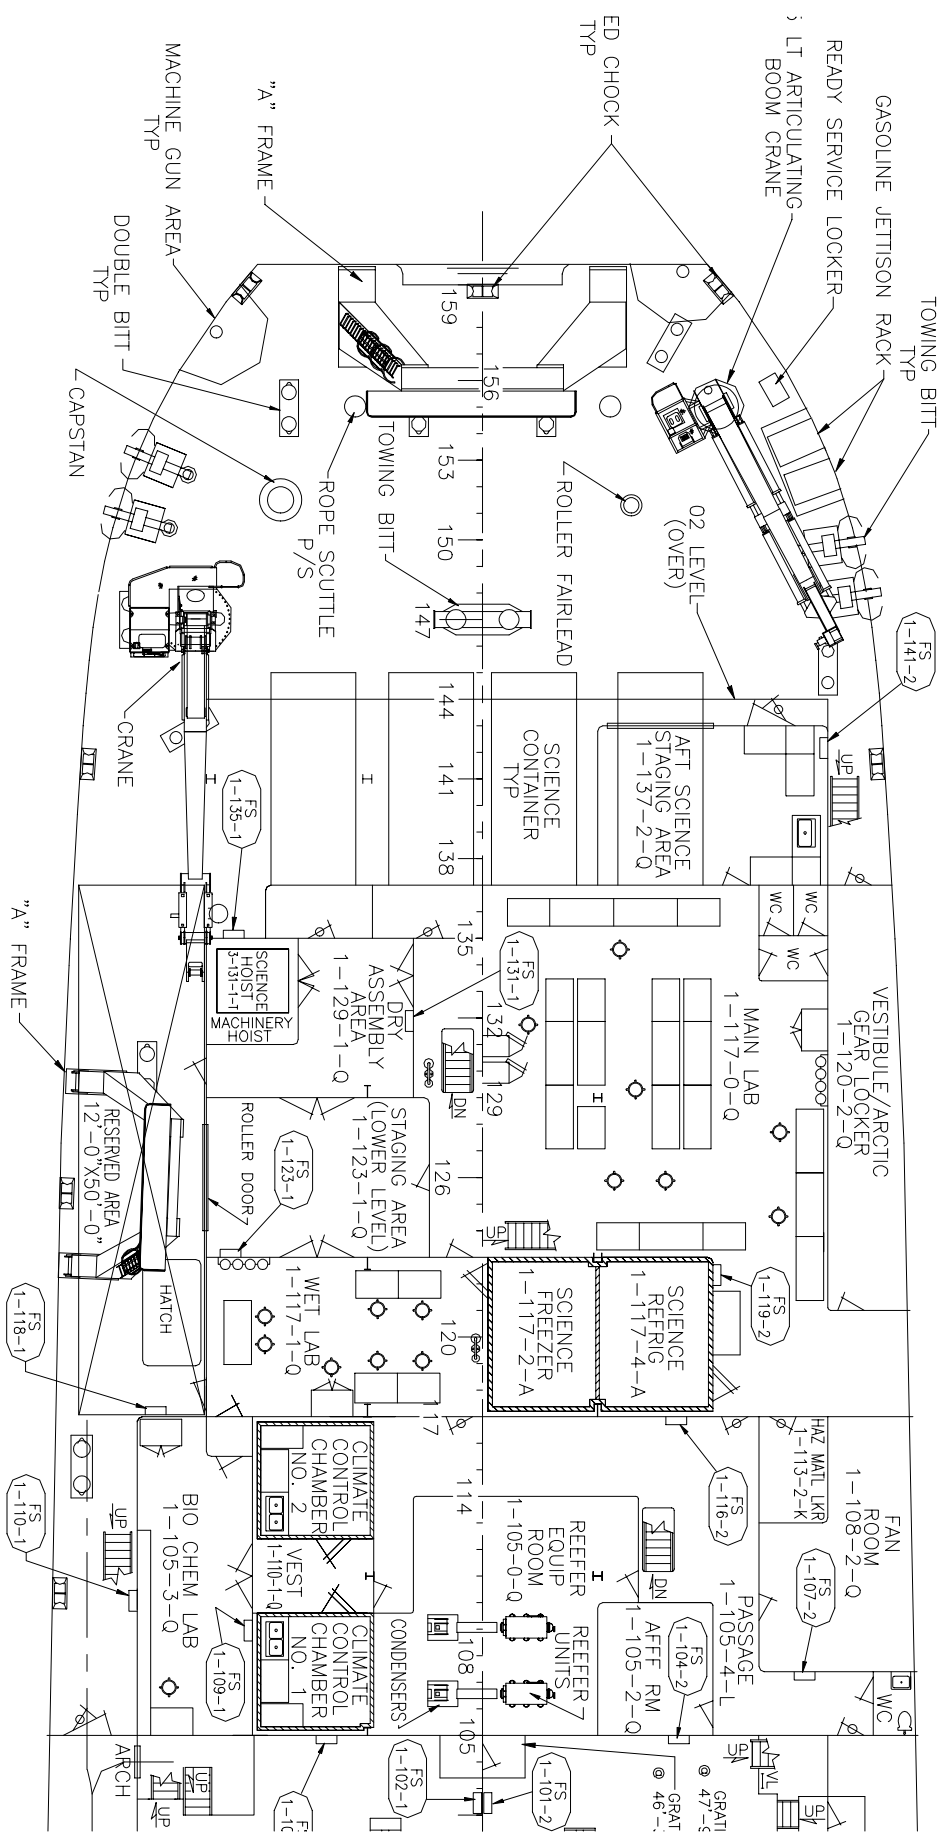 TOWING BITT
TYP
GASOLINE JETTISON RACK
READY SERVICE LOCKER
LT ARTICULATING
BOOM CRANE
ED CHOCK
TYP
"A" FRAME
MACHINE GUN AREA
TYP
DOUBLE BITT
TYP
CAPSTAN
ROPE SCUTTLE
P/S
TOWING BITT
ROLLER FAIRLEAD
02 LEVEL
(OVER)
159
156
153
150
147
144
141
138
135
132
129
126
120
17
114
108
105
FS
1-141-2
UP
CRANE
SCIENCE
CONTAINER
TYP
AFT SCIENCE
STAGING AREA
1-137-2-Q
FS
1-135-1
WC
WC
WC
VESTIBULE/ARCTIC
GEAR LOCKER
1-120-2-Q
MAIN LAB
1-117-0-Q
FS
1-131-1
DRY
ASSEMBLY
AREA
1-129-1-Q
SCIENCE
HOIST
3-131-1-T
MACHINERY
HOIST
"A" FRAME
DN
RESERVED AREA
12'-0"X50'-0"
ROLLER DOOR
FS
1-123-1
STAGING AREA
(LOWER LEVEL)
1-123-1-Q
UP
HATCH
WET LAB
1-117-1-Q
SCIENCE
FREEZER
1-117-2-A
SCIENCE
REFRIG
1-117-4-A
FS
1-119-2
FS
1-118-1
FS
1-116-2
HAZ MATL LKR
1-113-2-K
FAN
ROOM
1-108-2-Q
FS
1-107-2
CLIMATE
CONTROL
CHAMBER
NO. 2
REEFER
EQUIP
ROOM
1-105-0-Q
DN
FS
1-110-1
UP
BIO CHEM LAB
1-105-3-Q
VEST
1-110-1-Q
FS
1-109-1
CLIMATE
CONTROL
CHAMBER
NO. 1
CONDENSERS
REEFER
UNITS
AFFF RM
1-105-2-Q
FS
1-104-2
PASSAGE
1-105-4-L
WC
ARCH
UP
UP
FS
1-102-1
FS
1-101-2
@ 46'-
@ 47'-9
UP
VL
UP